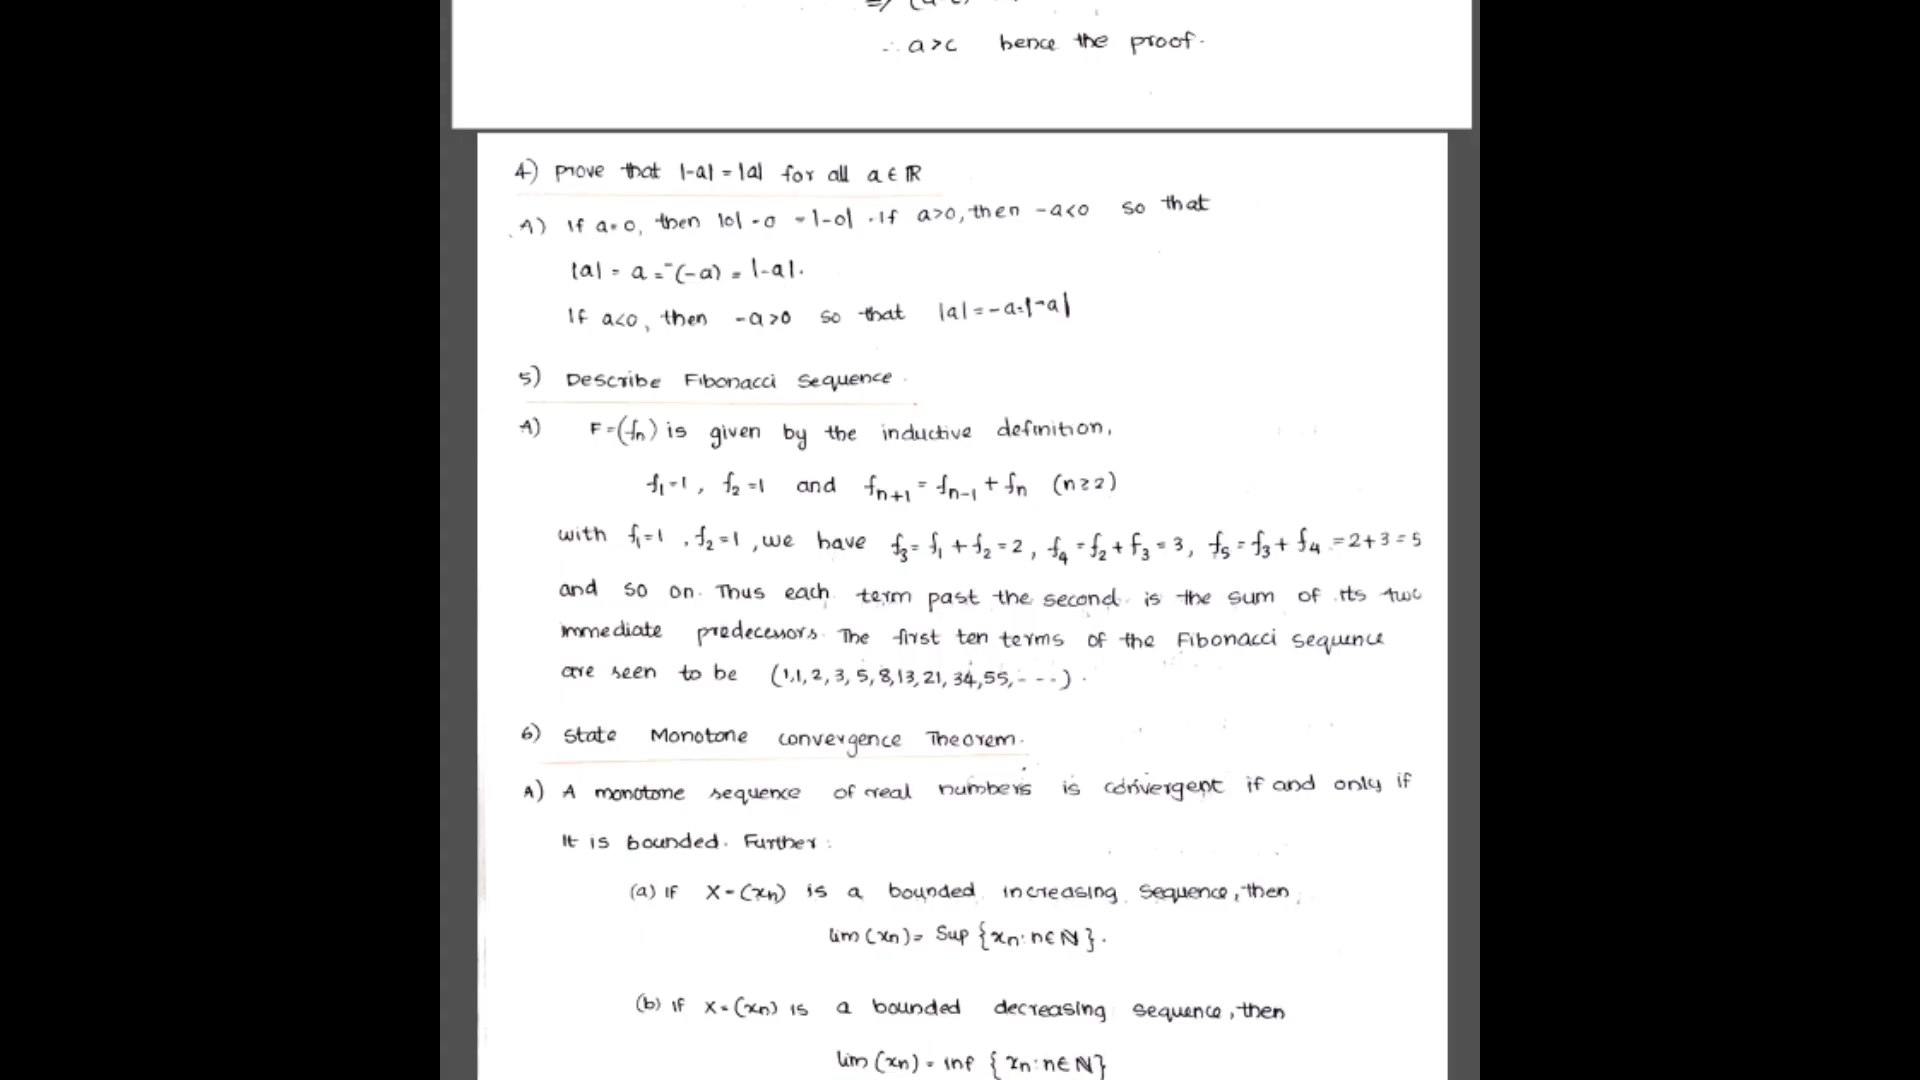 ∴ a>c hence the proof.
4) prove that |-a| = |a| for all a ∈ ℝ
A) If a=0, then |0| = 0 = |-0|. If a>0, then -a<0 so that
|a| = a = -(-a) = |-a|.
If a<0, then -a>0 so that |a| = -a = |-a|
5) Describe Fibonacci Sequence.
A) F = (fn) is given by the inductive definition,
f₁=1, f₂=1 and fₙ₊₁ = fₙ₋₁ + fₙ (n≥2)
with f₁=1, f₂=1, we have f₃ = f₁ + f₂ = 2, f₄ = f₂ + f₃ = 3, f₅ = f₃ + f₄ = 2+3 = 5
and so on. Thus each term past the second is the sum of its two
immediate predecessors. The first ten terms of the Fibonacci sequence
are seen to be (1,1,2,3,5,8,13,21,34,55,----).
6) State Monotone convergence Theorem.
A) A monotone sequence of real numbers is convergent if and only if
It is bounded. Further:
(a) If X = (xn) is a bounded increasing sequence, then
lim (xn) = Sup {xn : n ∈ ℕ}.
(b) If X = (xn) is a bounded decreasing sequence, then
lim (xn) = inf {xn : n ∈ ℕ}